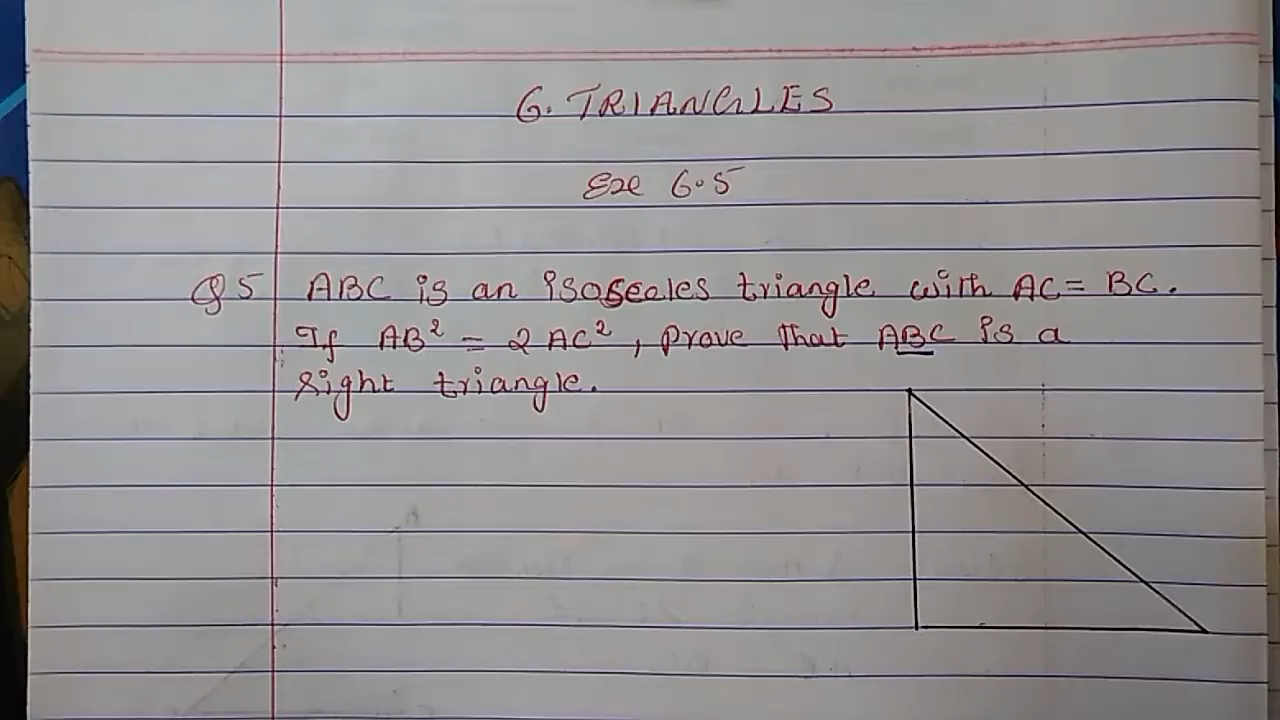 6. TRIANGLES
Exe 6.5
Q5 ABC is an isosceles triangle with AC = BC.
If AB² = 2AC², prove that ABC is a
right triangle.